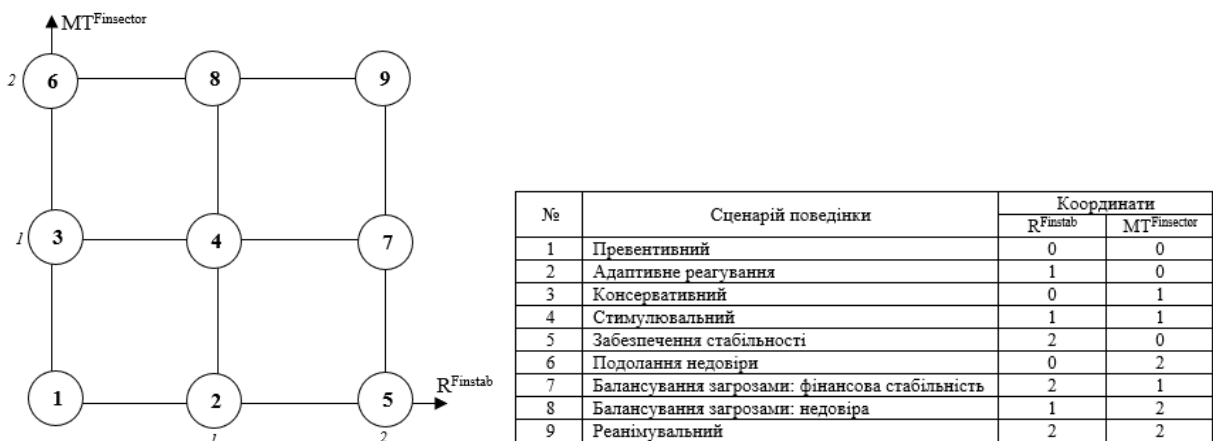 MT^Finsector
2 6 8 9
1 3 4 7
1 2 5 R^Finstab
1 2
№ Сценарій поведінки Координати
R^Finstab MT^Finsector
1 Превентивний 0 0
2 Адаптивне реагування 1 0
3 Консервативний 0 1
4 Стимулювальний 1 1
5 Забезпечення стабільності 2 0
6 Подолання недовіри 0 2
7 Балансування загрозами: фінансова стабільність 2 1
8 Балансування загрозами: недовіра 1 2
9 Реанімувальний 2 2